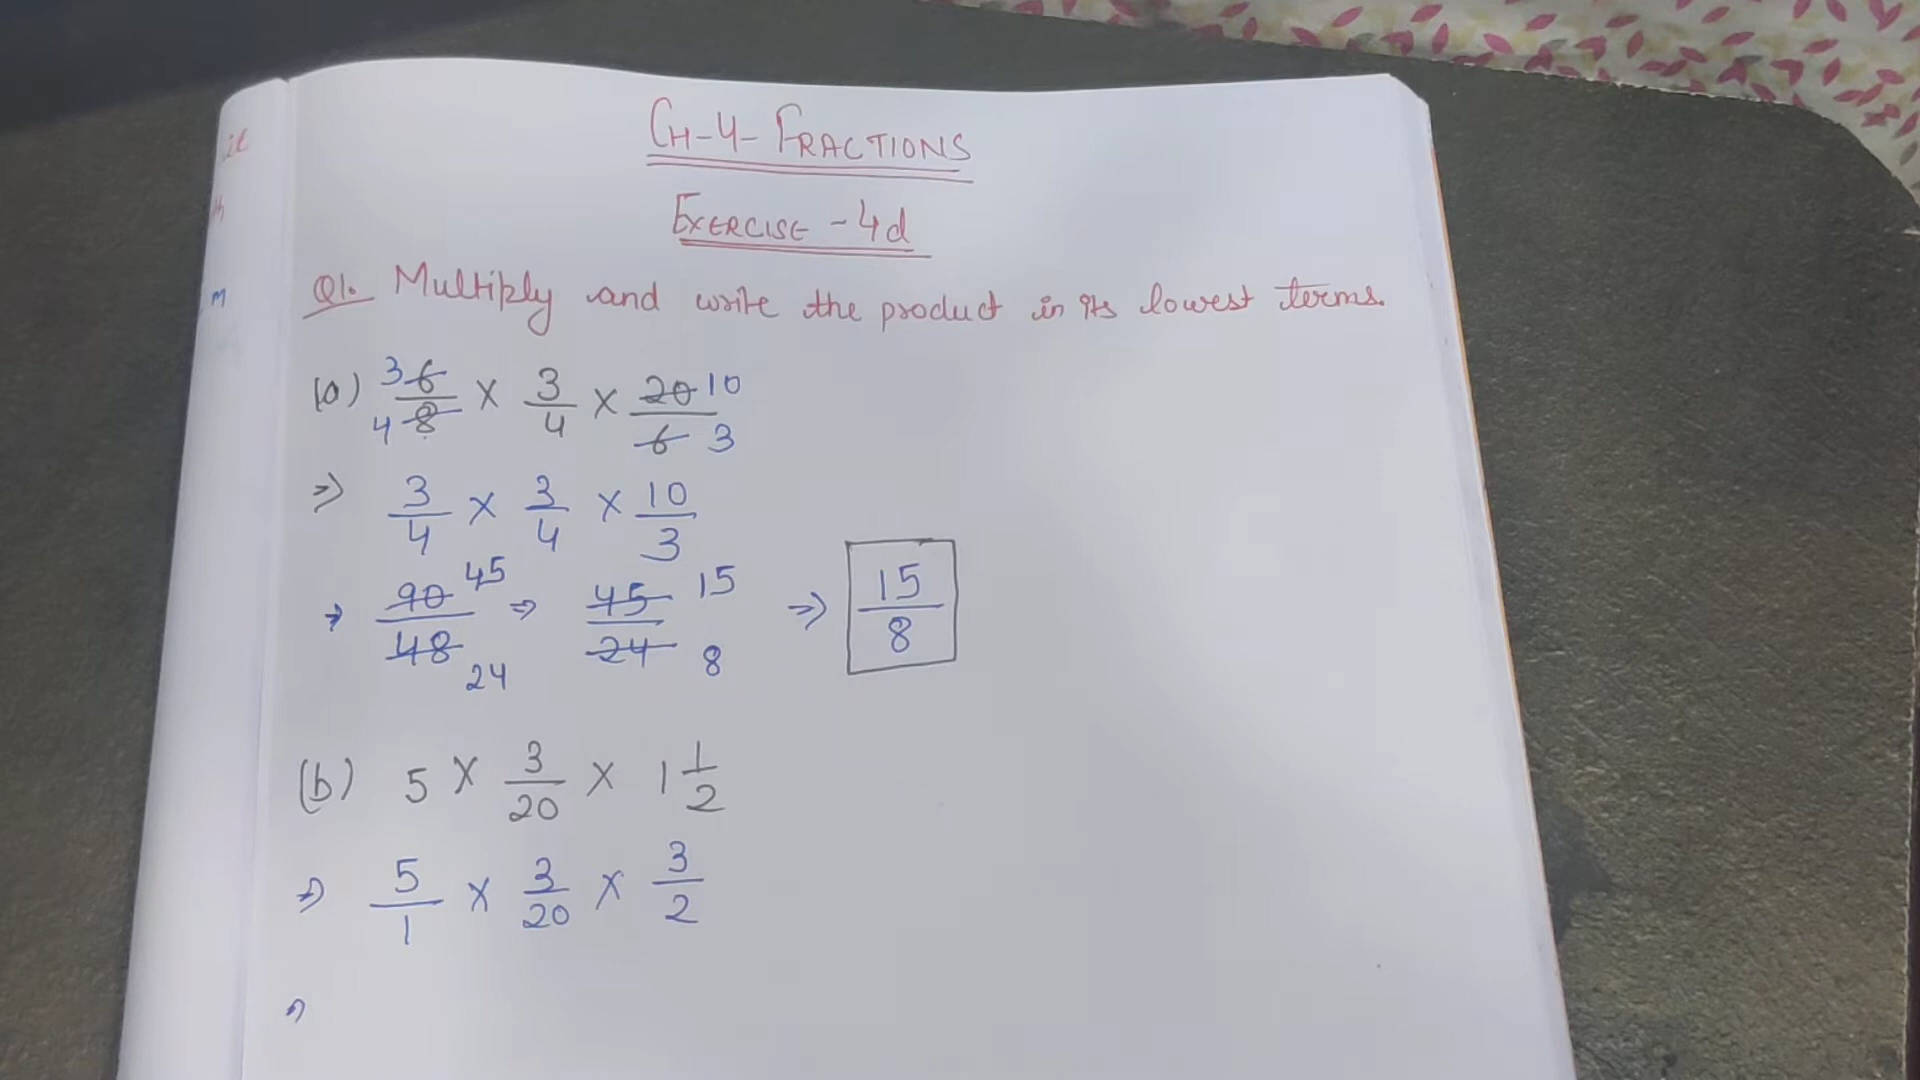 CH-4- FRACTIONS
EXERCISE - 4d
Q1. Multiply and write the product in its lowest terms.
(a) 3 6/4 8 × 3/4 × 20 10/6 3
⇒ 3/4 × 3/4 × 10/3
⇒ 90 45/48 24 ⇒ 45 15/24 8 ⇒ 15/8
(b) 5 × 3/20 × 1 1/2
⇒ 5/1 × 3/20 × 3/2